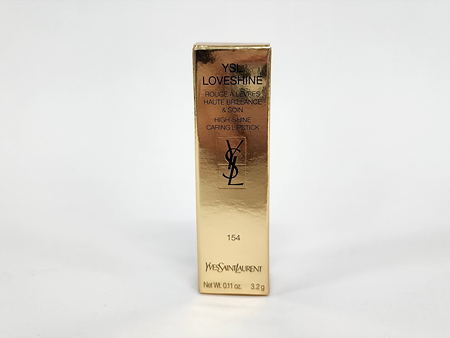 YSL
LOVESHINE
ROUGE À LÈVRES
HAUTE BRILLANCE
& SOIN
HIGH SHINE
CARING LIPSTICK
YSL
154
YVESSAINTLAURENT
Net Wt. 0.11 oz. 3.2 g